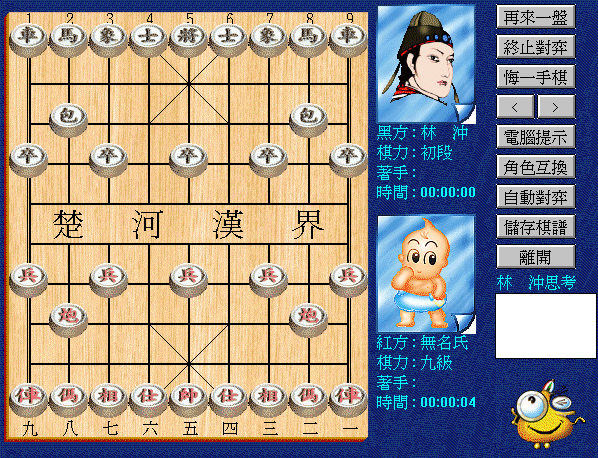 1 2 3 4 5 6 7 8 9
車 馬 象 士 將 士 象 馬 車
包 包
卒 卒 卒 卒 卒
楚 河 漢 界
兵 兵 兵 兵 兵
炮 炮
俥 傌 相 仕 帥 仕 相 傌 俥
九 八 七 六 五 四 三 二 一
黑方:林 沖
棋力:初段
著手:
時間:00:00:00
紅方:無名氏
棋力:九級
著手:
時間:00:00:04
再來一盤
終止對弈
悔一手棋
< >
電腦提示
角色互換
自動對弈
儲存棋譜
離開
林 沖思考